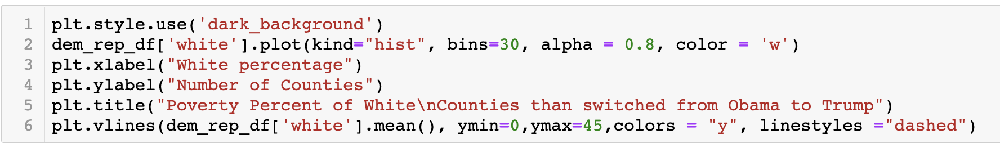 1 plt.style.use('dark_background')
2 dem_rep_df['white'].plot(kind="hist", bins=30, alpha = 0.8, color = 'w')
3 plt.xlabel("White percentage")
4 plt.ylabel("Number of Counties")
5 plt.title("Poverty Percent of White\nCounties than switched from Obama to Trump")
6 plt.vlines(dem_rep_df['white'].mean(), ymin=0,ymax=45,colors = "y", linestyles ="dashed")